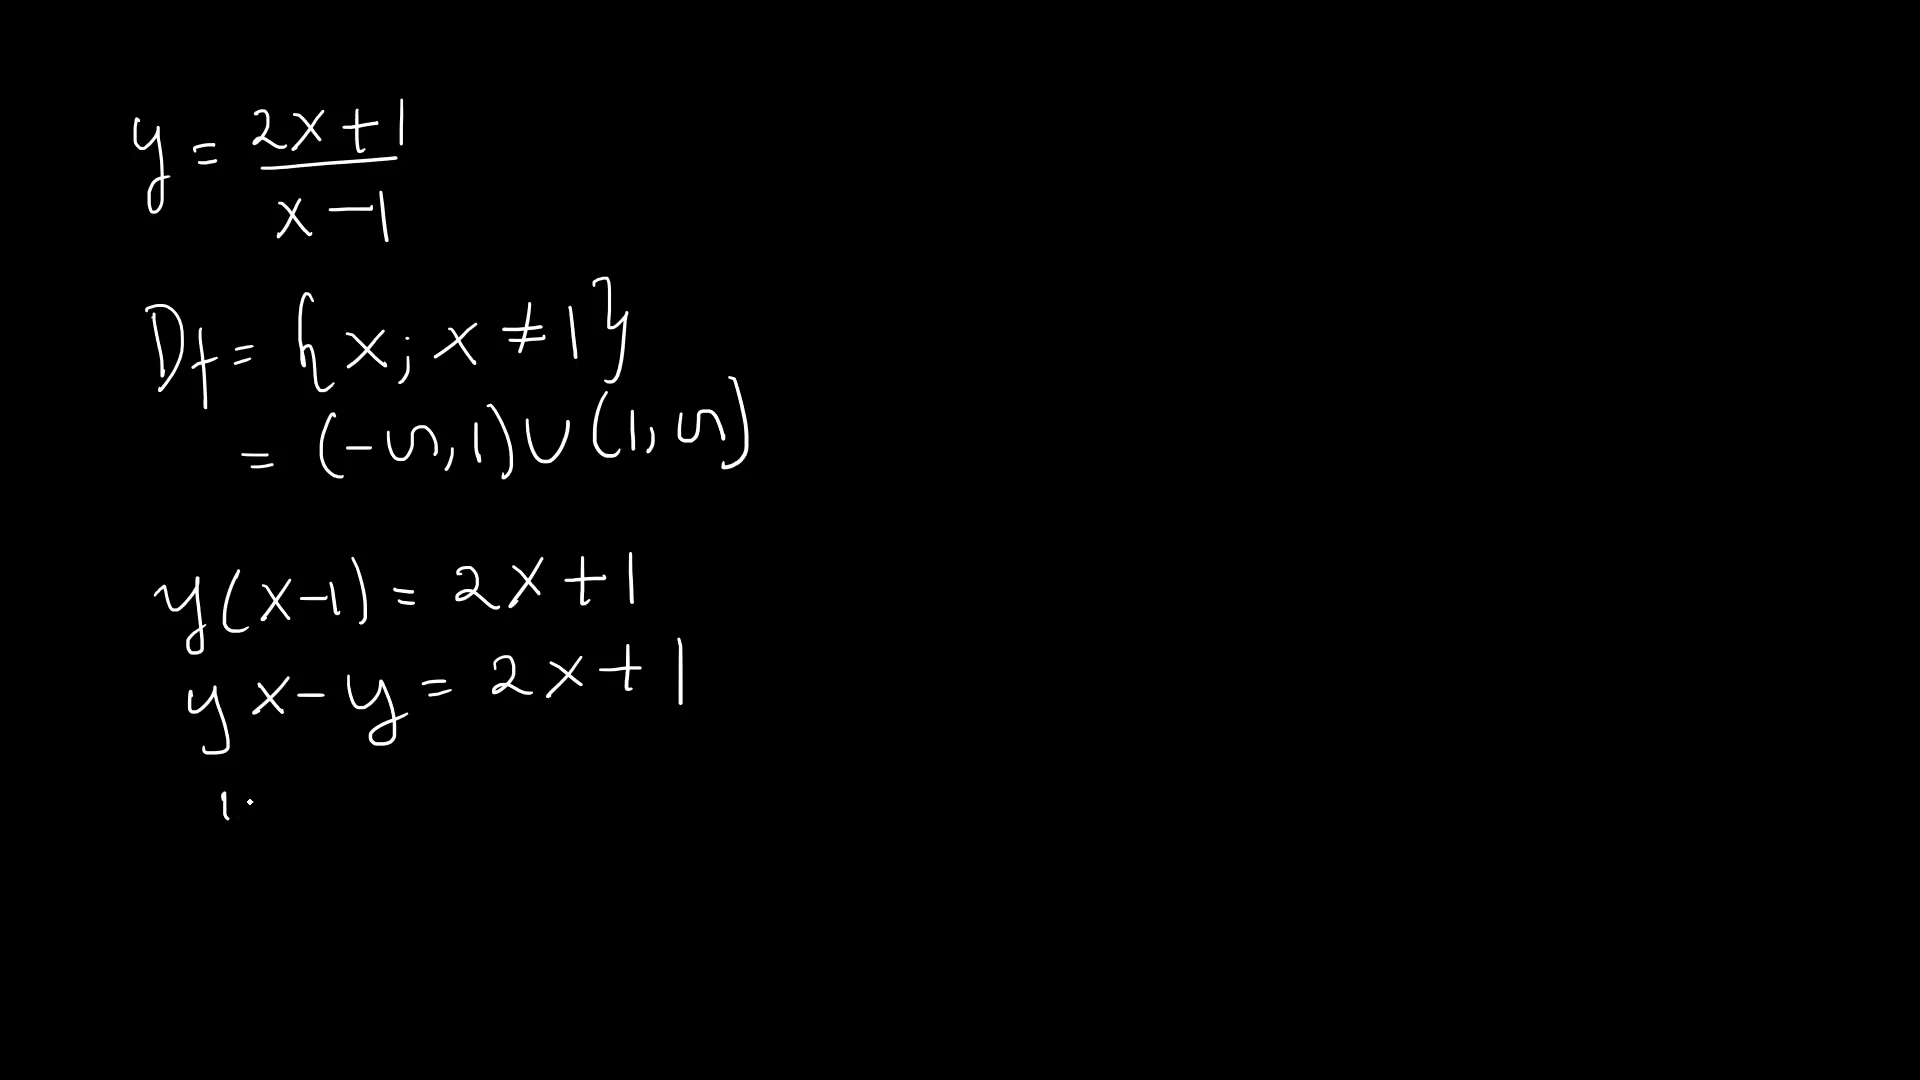 y = (2x+1)/(x-1)
Df = {x; x ≠ 1}
= (-∞, 1) ∪ (1, ∞)
y(x-1) = 2x+1
yx - y = 2x+1